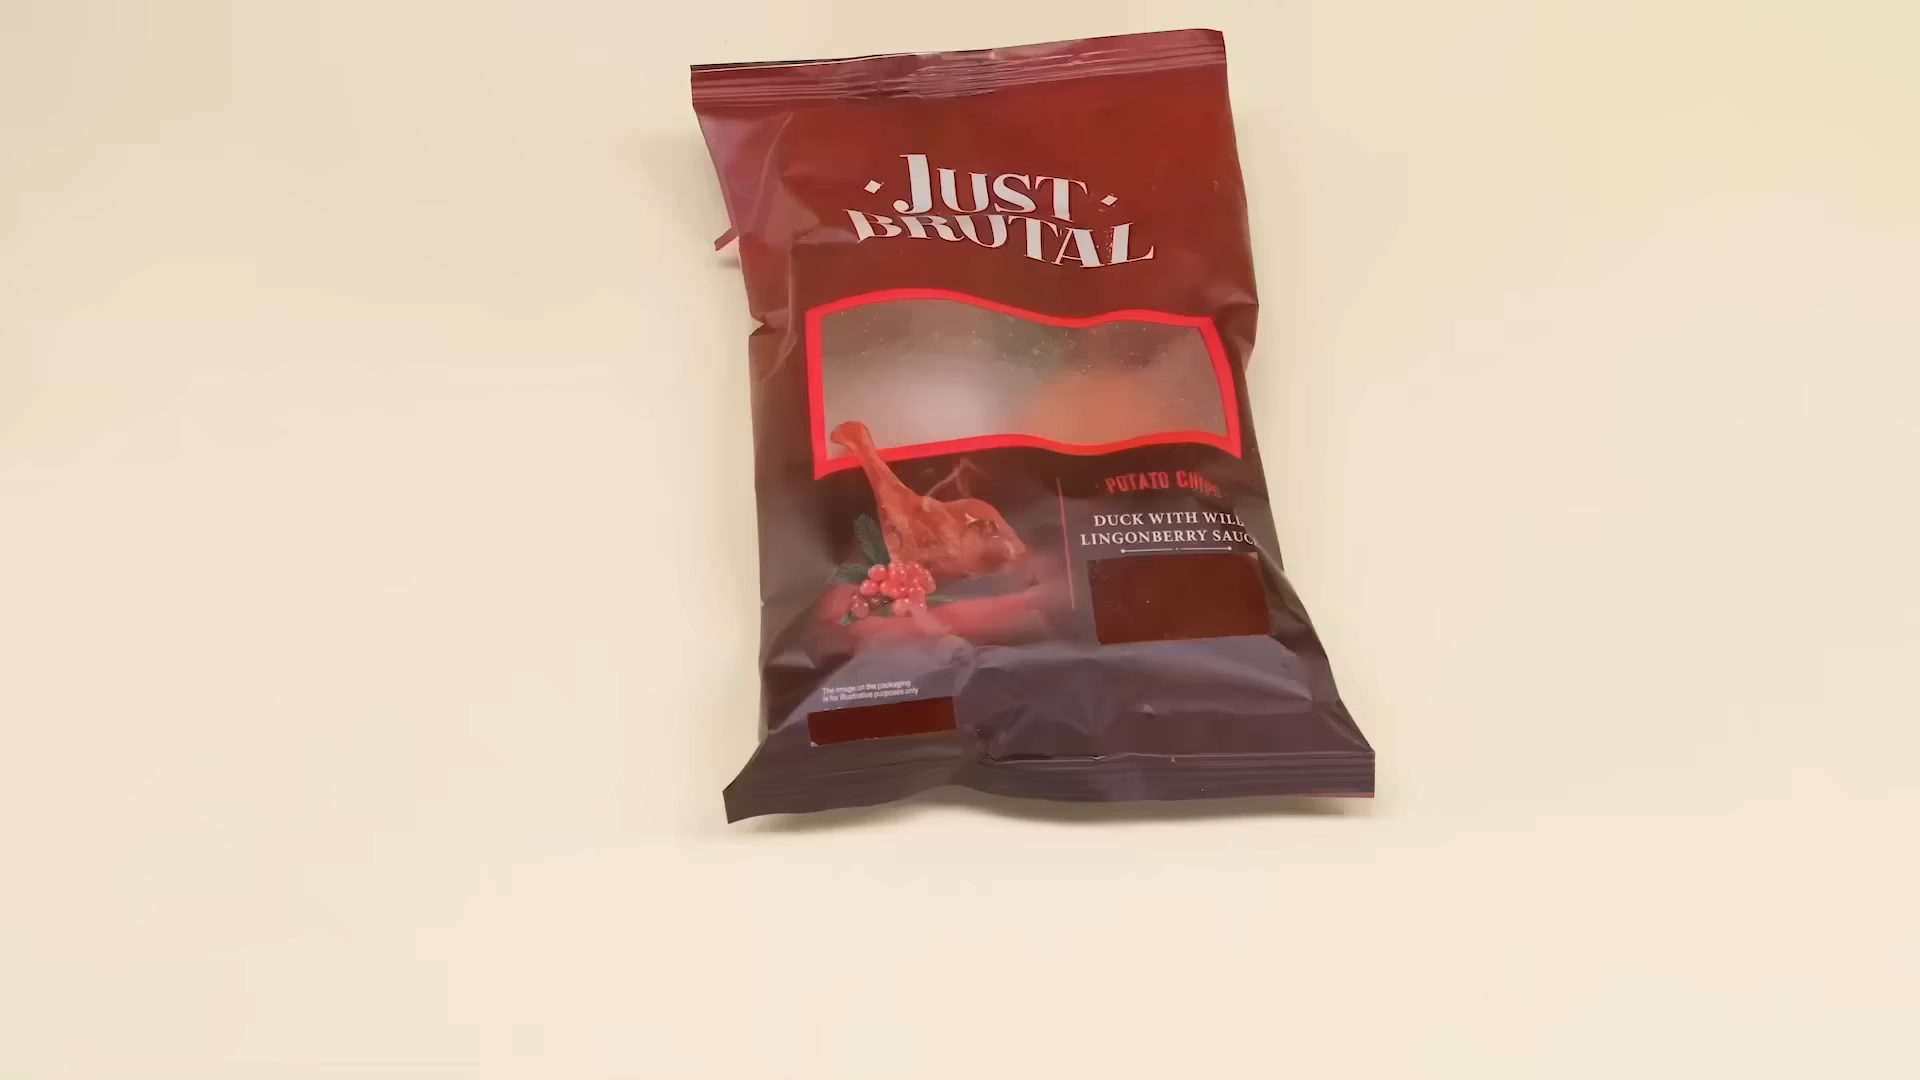 JUST
BRUTAL
POTATO CHIPS
DUCK WITH WILD
LINGONBERRY SAUCE
The image on the packaging
is for illustrative purposes only